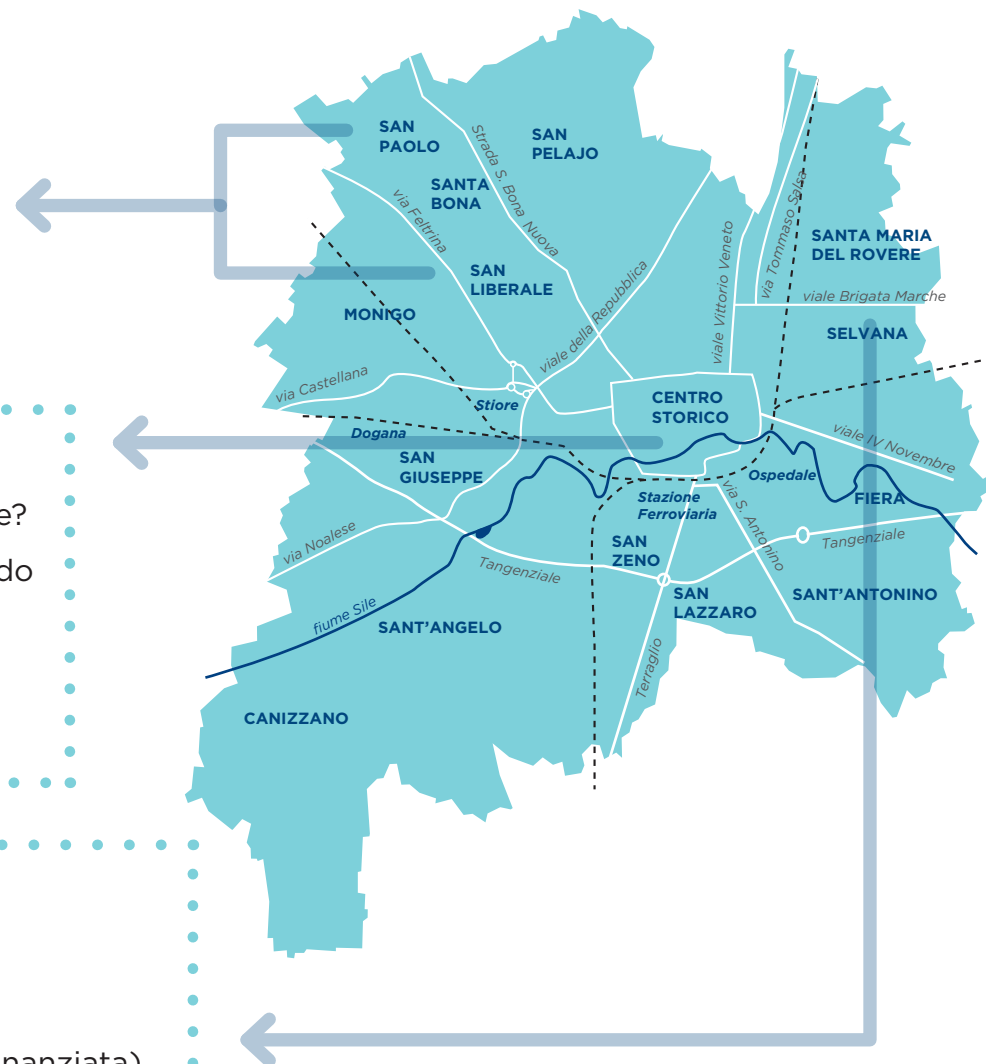 SAN
PAOLO
SAN
PELAJO
Strada S. Bona Nuova
SANTA
BONA
via Feltrina
via Tommaso Salsa
SANTA MARIA
DEL ROVERE
viale Vittorio Veneto
SAN
LIBERALE
viale della Repubblica
viale Brigata Marche
MONIGO
SELVANA
via Castellana
Stiore
CENTRO
STORICO
Dogana
viale IV Novembre
SAN
GIUSEPPE
Ospedale
Stazione
Ferroviaria
FIERA
e?
via S. Antonino
via Noalese
SAN
ZENO
Tangenziale
do
Tangenziale
SAN
LAZZARO
SANT'ANTONINO
fiume Sile
SANT'ANGELO
Terraglio
CANIZZANO
nanziata)